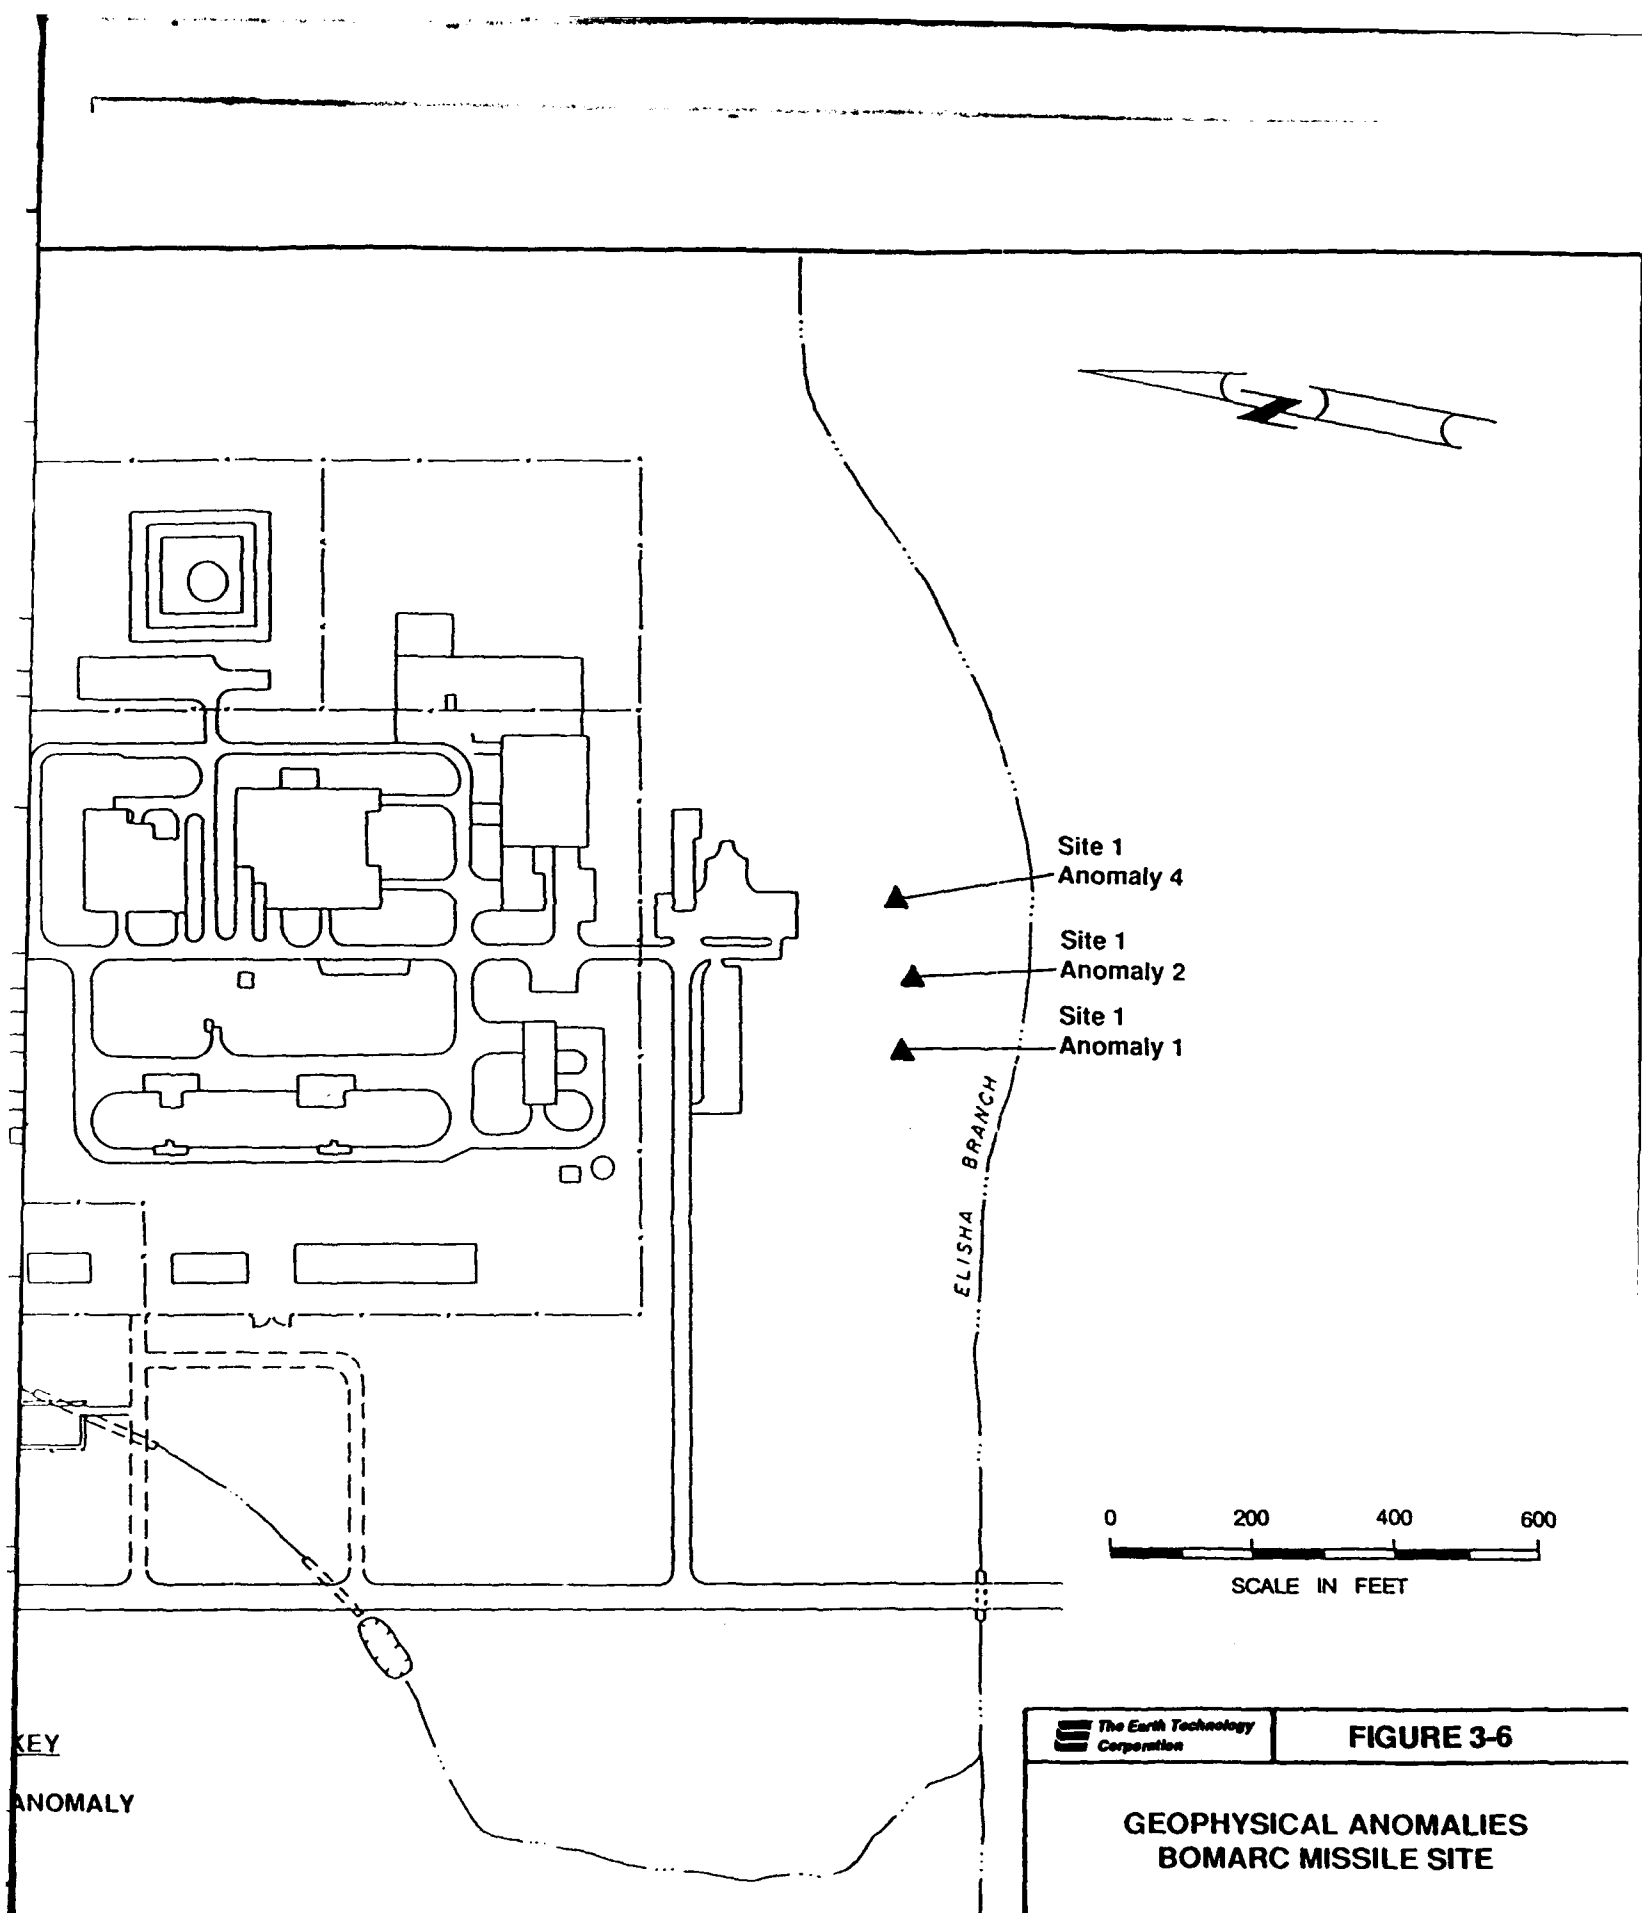 Site 1
Anomaly 4
Site 1
Anomaly 2
Site 1
Anomaly 1
ELISHA BRANCH
0 200 400 600
SCALE IN FEET
KEY
ANOMALY
The Earth Technology
Corporation
FIGURE 3-6
GEOPHYSICAL ANOMALIES
BOMARC MISSILE SITE